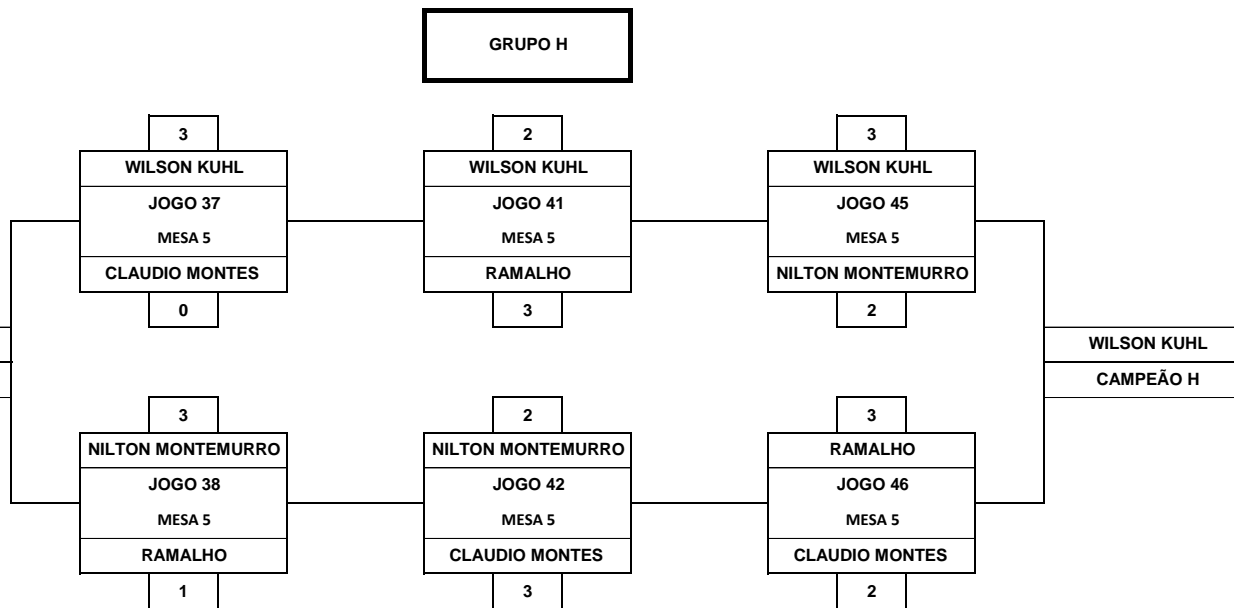 GRUPO H
3
WILSON KUHL
JOGO 37
MESA 5
CLAUDIO MONTES
0
2
WILSON KUHL
JOGO 41
MESA 5
RAMALHO
3
3
WILSON KUHL
JOGO 45
MESA 5
NILTON MONTEMURRO
2
WILSON KUHL
CAMPEÃO H
3
NILTON MONTEMURRO
JOGO 38
MESA 5
RAMALHO
1
2
NILTON MONTEMURRO
JOGO 42
MESA 5
CLAUDIO MONTES
3
3
RAMALHO
JOGO 46
MESA 5
CLAUDIO MONTES
2